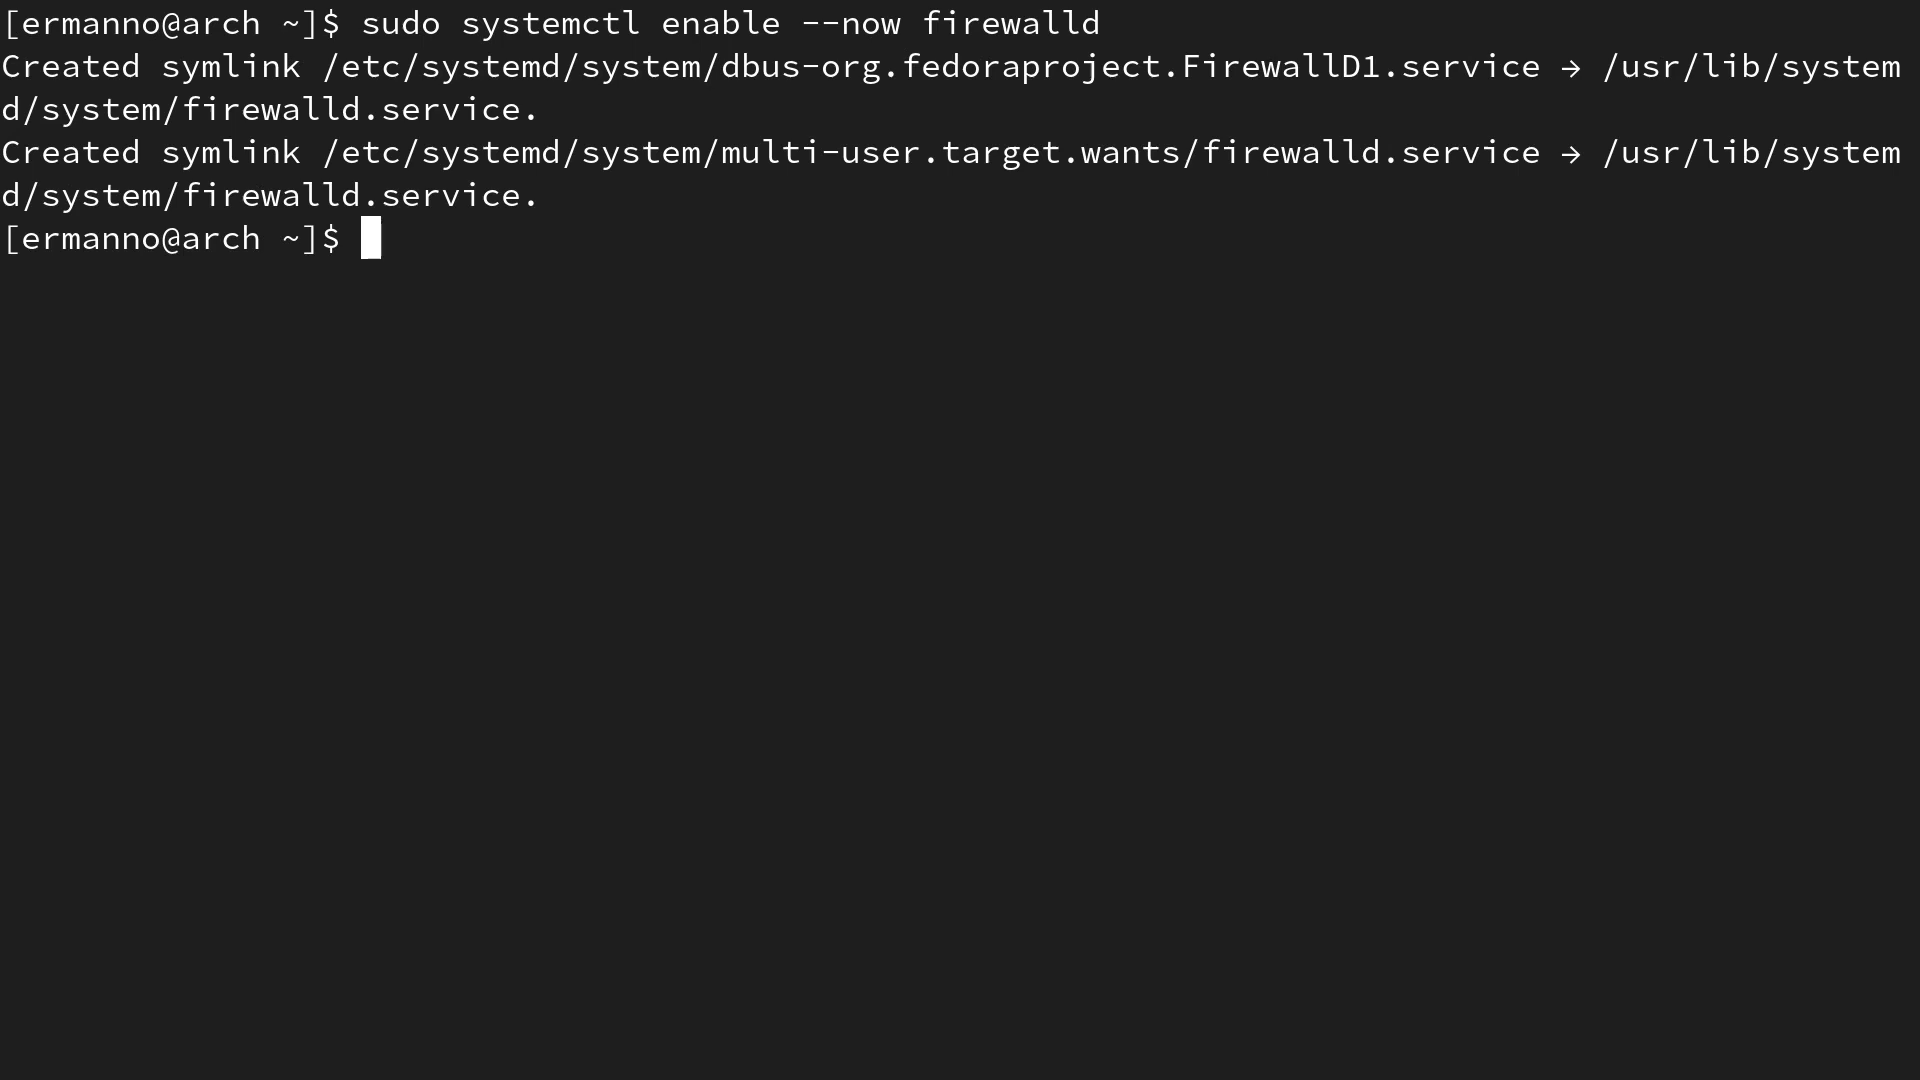 [ermanno@arch ~]$ sudo systemctl enable --now firewalld
Created symlink /etc/systemd/system/dbus-org.fedoraproject.FirewallD1.service → /usr/lib/system
d/system/firewalld.service.
Created symlink /etc/systemd/system/multi-user.target.wants/firewalld.service → /usr/lib/system
d/system/firewalld.service.
[ermanno@arch ~]$